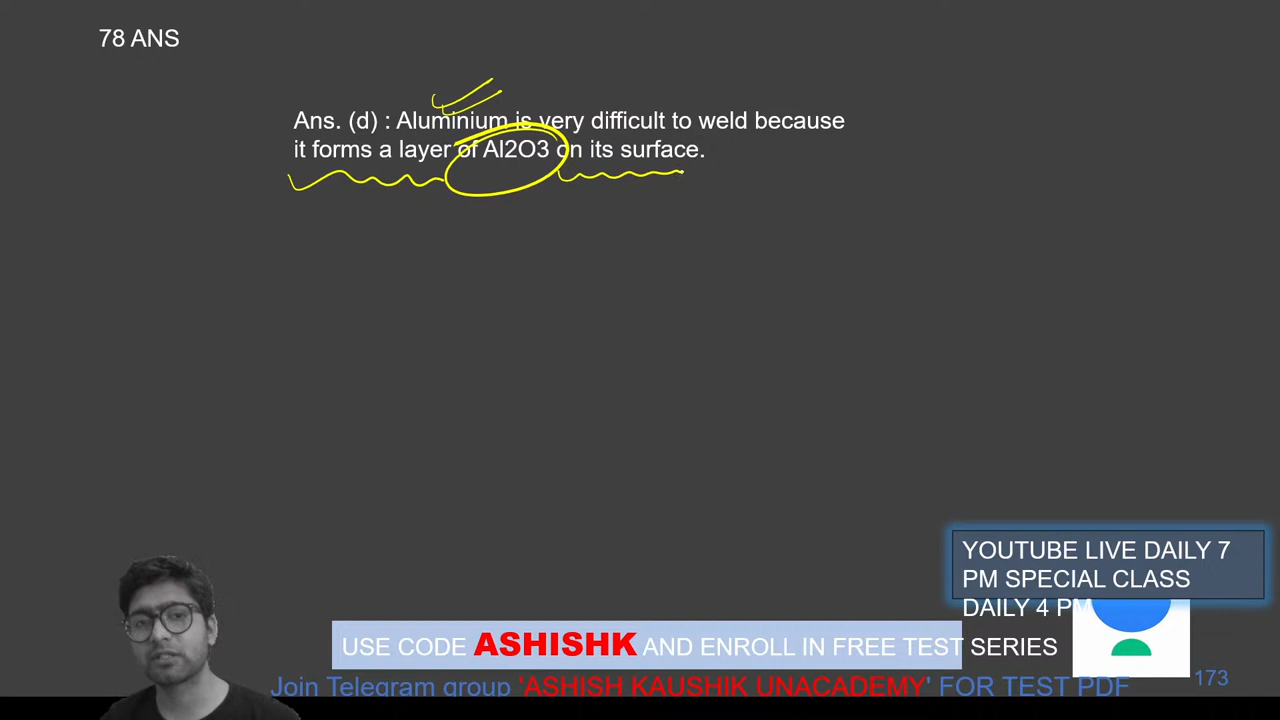 78 ANS
Ans. (d) : Aluminium is very difficult to weld because
it forms a layer of Al2O3 on its surface.
YOUTUBE LIVE DAILY 7
PM SPECIAL CLASS
DAILY 4 PM
USE CODE ASHISHK AND ENROLL IN FREE TEST SERIES
Join Telegram group 'ASHISH KAUSHIK UNACADEMY' FOR TEST PDF
173